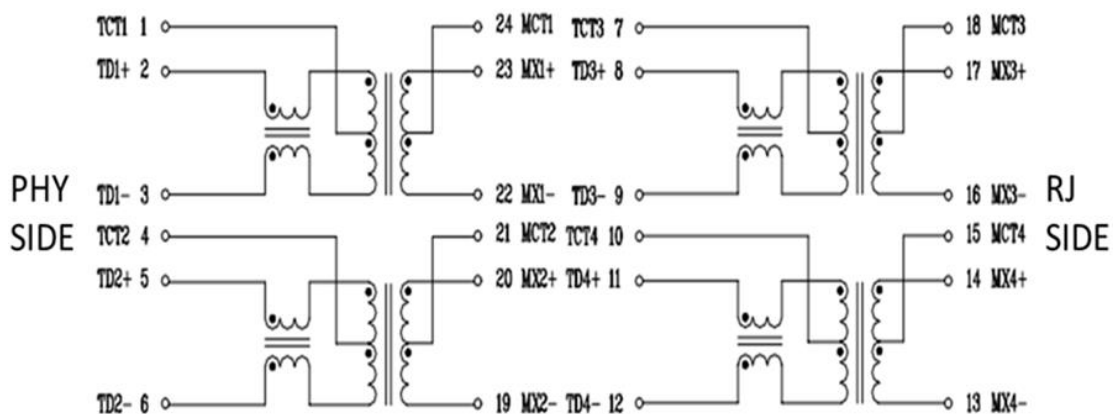 TCT1 1 24 MCT1 TCT3 7 18 MCT3
TD1+ 2 23 MX1+ TD3+ 8 17 MX3+
TD1- 3 22 MX1- TD3- 9 16 MX3-
PHY SIDE
RJ SIDE
TCT2 4 21 MCT2 TCT4 10 15 MCT4
TD2+ 5 20 MX2+ TD4+ 11 14 MX4+
TD2- 6 19 MX2- TD4- 12 13 MX4-